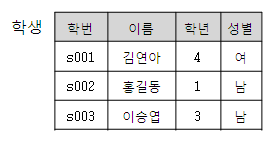 학생
학번 이름 학년 성별
s001 김연아 4 여
s002 홍길동 1 남
s003 이승엽 3 남